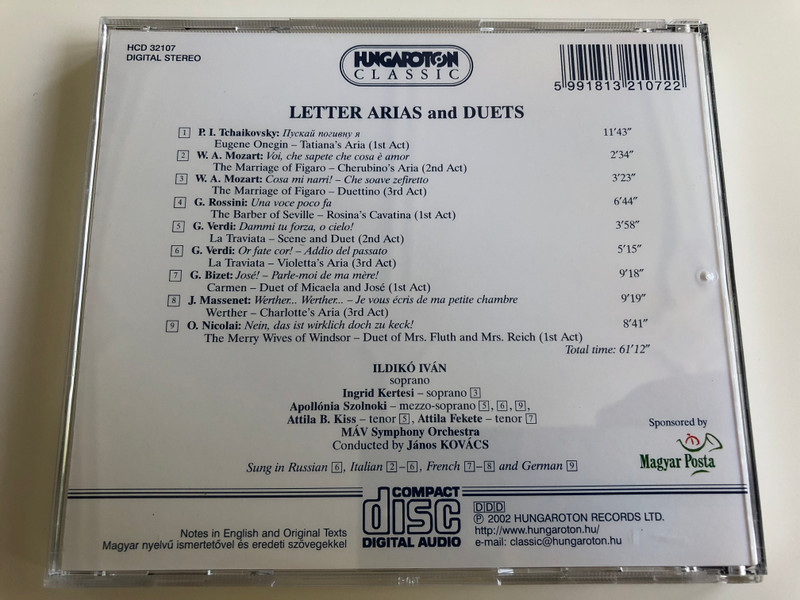 HCD 32107
DIGITAL STEREO
HUNGAROTON
CLASSIC
5 991813 210722
LETTER ARIAS and DUETS
1 P. I. Tchaikovsky: Пускай погивну я 11'43"
Eugene Onegin – Tatiana's Aria (1st Act)
2 W. A. Mozart: Voi, che sapete che cosa è amor 2'34"
The Marriage of Figaro – Cherubino's Aria (2nd Act)
3 W. A. Mozart: Cosa mi narri! – Che soave zefiretto 3'23"
The Marriage of Figaro – Duettino (3rd Act)
4 G. Rossini: Una voce poco fa 6'44"
The Barber of Seville – Rosina's Cavatina (1st Act)
5 G. Verdi: Dammi tu forza, o cielo! 3'58"
La Traviata – Scene and Duet (2nd Act)
6 G. Verdi: Or fate cor! – Addio del passato 5'15"
La Traviata – Violetta's Aria (3rd Act)
7 G. Bizet: José! – Parle-moi de ma mère! 9'18"
Carmen – Duet of Micaela and José (1st Act)
8 J. Massenet: Werther... Werther... – Je vous écris de ma petite chambre 9'19"
Werther – Charlotte's Aria (3rd Act)
9 O. Nicolai: Nein, das ist wirklich doch zu keck! 8'41"
The Merry Wives of Windsor – Duet of Mrs. Fluth and Mrs. Reich (1st Act)
Total time: 61'12"
ILDIKÓ IVÁN
soprano
Ingrid Kertesi – soprano 3
Apollónia Szolnoki – mezzo-soprano 5, 6, 9,
Attila B. Kiss – tenor 5, Attila Fekete – tenor 7
MÁV Symphony Orchestra
Conducted by János KOVÁCS
Sung in Russian 6, Italian 2–6, French 7–8 and German 9
Sponsored by
Magyar Posta
Notes in English and Original Texts
Magyar nyelvű ismertetővel és eredeti szövegekkel
COMPACT
disc
DIGITAL AUDIO
DDD
℗ 2002 HUNGAROTON RECORDS LTD.
http://www.hungaroton.hu/
e-mail: classic@hungaroton.hu